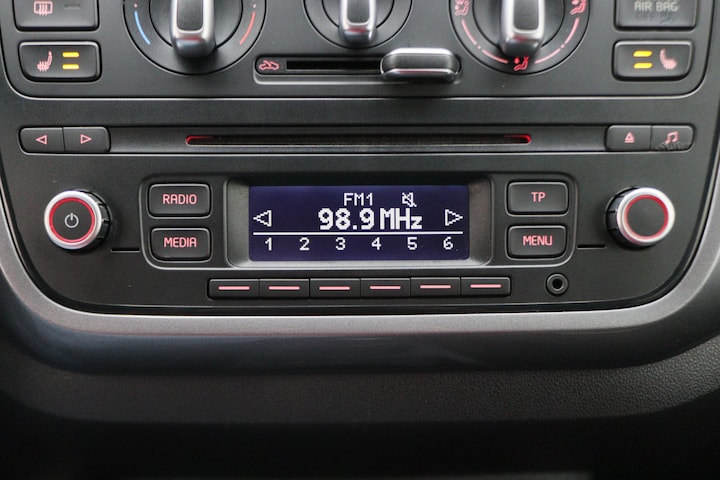 AIR BAG
RADIO
MEDIA
FM1
98.9 MHz
1 2 3 4 5 6
TP
MENU